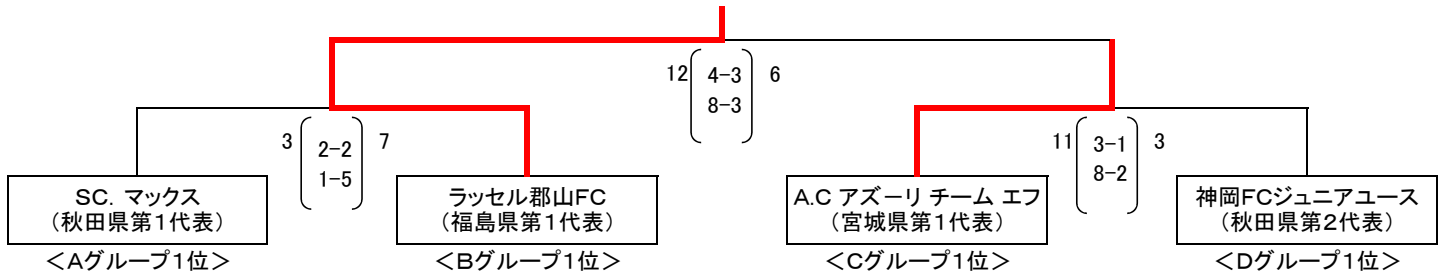 12 4-3 6
8-3
3 2-2 7
1-5
11 3-1 3
8-2
SC．マックス
（秋田県第1代表）
＜Aグループ1位＞
ラッセル郡山FC
（福島県第1代表）
＜Bグループ1位＞
A.C アズーリ チーム エフ
（宮城県第1代表）
＜Cグループ1位＞
神岡FCジュニアユース
（秋田県第2代表）
＜Dグループ1位＞